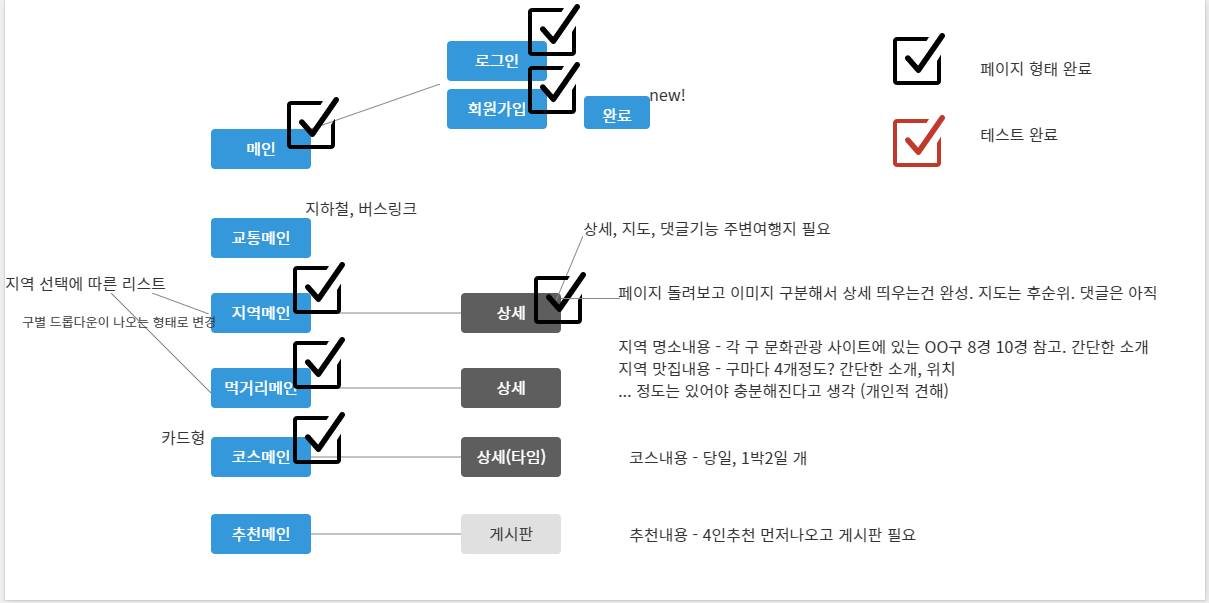 로그인
회원가입
완료
new!
메인
페이지 형태 완료
테스트 완료
지하철, 버스링크
교통메인
상세, 지도, 댓글기능 주변여행지 필요
지역 선택에 따른 리스트
구별 드롭다운이 나오는 형태로 변경
지역메인
상세
페이지 돌려보고 이미지 구분해서 상세 띄우는건 완성. 지도는 후순위. 댓글은 아직
지역 명소내용 - 각 구 문화관광 사이트에 있는 OO구 8경 10경 참고. 간단한 소개
지역 맛집내용 - 구마다 4개정도? 간단한 소개, 위치
... 정도는 있어야 충분해진다고 생각 (개인적 견해)
먹거리메인
상세
카드형
코스메인
상세(타임)
코스내용 - 당일, 1박2일 개
추천메인
게시판
추천내용 - 4인추천 먼저나오고 게시판 필요